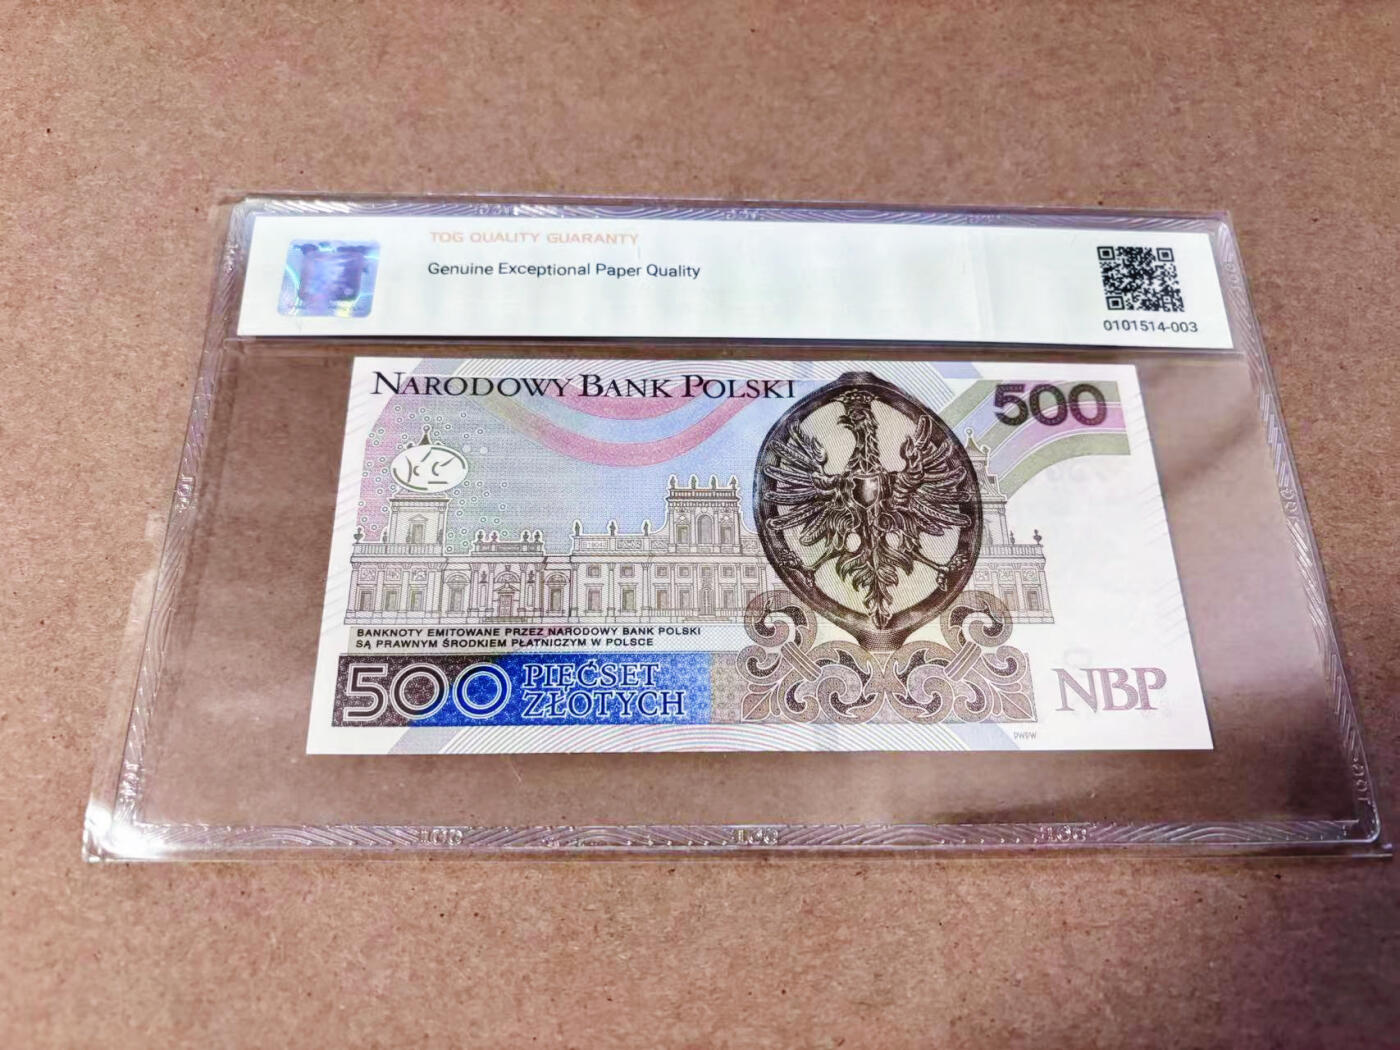 TQG QUALITY GUARANTY
Genuine Exceptional Paper Quality
0101514-003
NARODOWY BANK POLSKI
500
BANKNOTY EMITOWANE PRZEZ NARODOWY BANK POLSKI
SĄ PRAWNYM ŚRODKIEM PŁATNICZYM W POLSCE
500 PIĘĆSET
ZŁOTYCH
NBP
PWPW